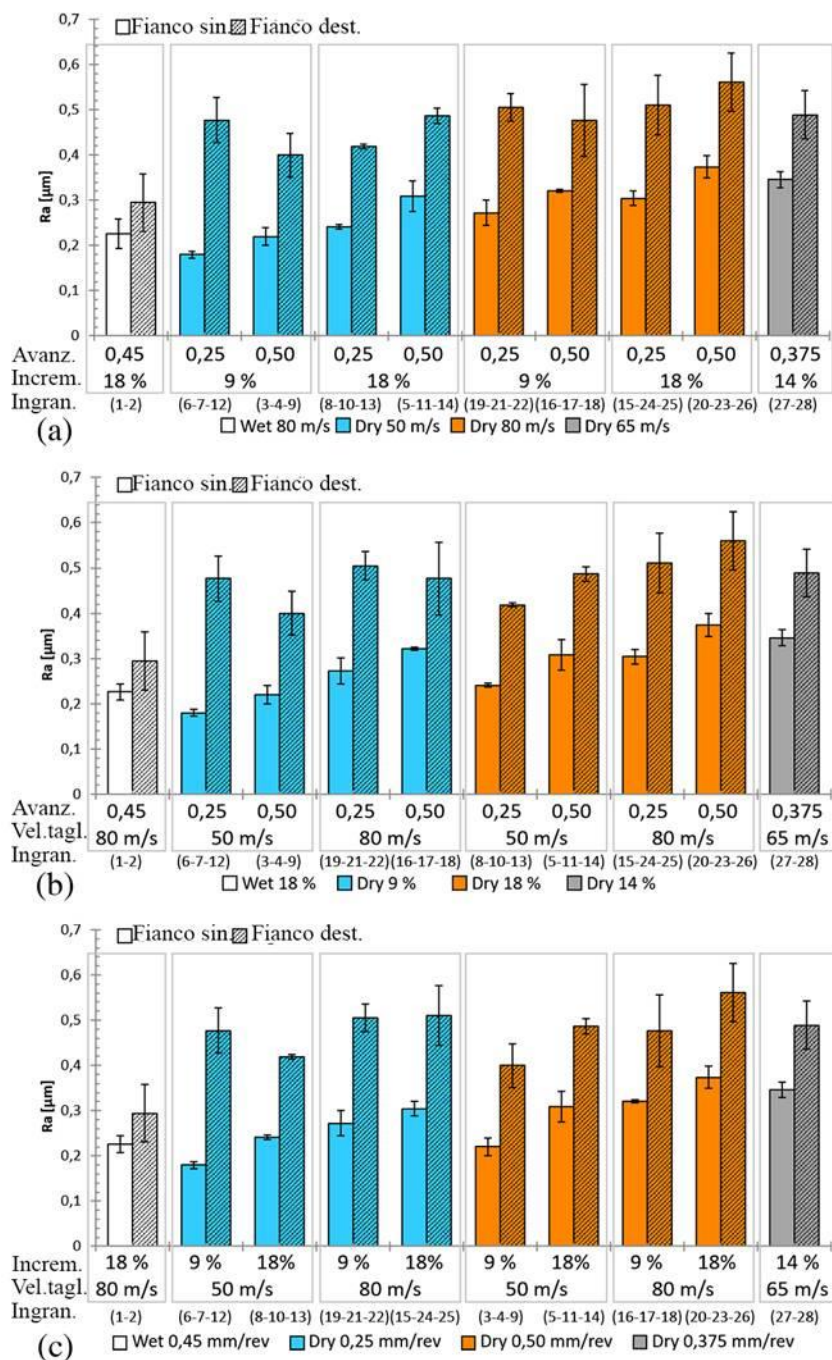 0,7
Fianco sin. Fianco dest.
0,6
0,5
0,4
0,3
0,2
0,1
0
Ra [µm]
Avanz. 0,45 0,25 0,50 0,25 0,50 0,25 0,50 0,25 0,50 0,375
Increm. 18 % 9 % 18 % 9 % 18 % 14 %
Ingran. (1-2) (6-7-12) (3-4-9) (8-10-13) (5-11-14) (19-21-22) (16-17-18) (15-24-25) (20-23-26) (27-28)
(a) Wet 80 m/s Dry 50 m/s Dry 80 m/s Dry 65 m/s
0,7
Fianco sin. Fianco dest.
0,6
0,5
0,4
0,3
0,2
0,1
0
Ra [µm]
Avanz. 0,45 0,25 0,50 0,25 0,50 0,25 0,50 0,25 0,50 0,375
Vel.tagl. 80 m/s 50 m/s 80 m/s 50 m/s 80 m/s 65 m/s
Ingran. (1-2) (6-7-12) (3-4-9) (19-21-22) (16-17-18) (8-10-13) (5-11-14) (15-24-25) (20-23-26) (27-28)
(b) Wet 18 % Dry 9 % Dry 18 % Dry 14 %
0,7
Fianco sin. Fianco dest.
0,6
0,5
0,4
0,3
0,2
0,1
0
Ra [µm]
Increm. 18 % 9 % 18% 9 % 18% 9 % 18% 9 % 18% 14 %
Vel.tagl. 80 m/s 50 m/s 80 m/s 50 m/s 80 m/s 65 m/s
Ingran. (1-2) (6-7-12) (8-10-13) (19-21-22) (15-24-25) (3-4-9) (5-11-14) (16-17-18) (20-23-26) (27-28)
(c) Wet 0,45 mm/rev Dry 0,25 mm/rev Dry 0,50 mm/rev Dry 0,375 mm/rev